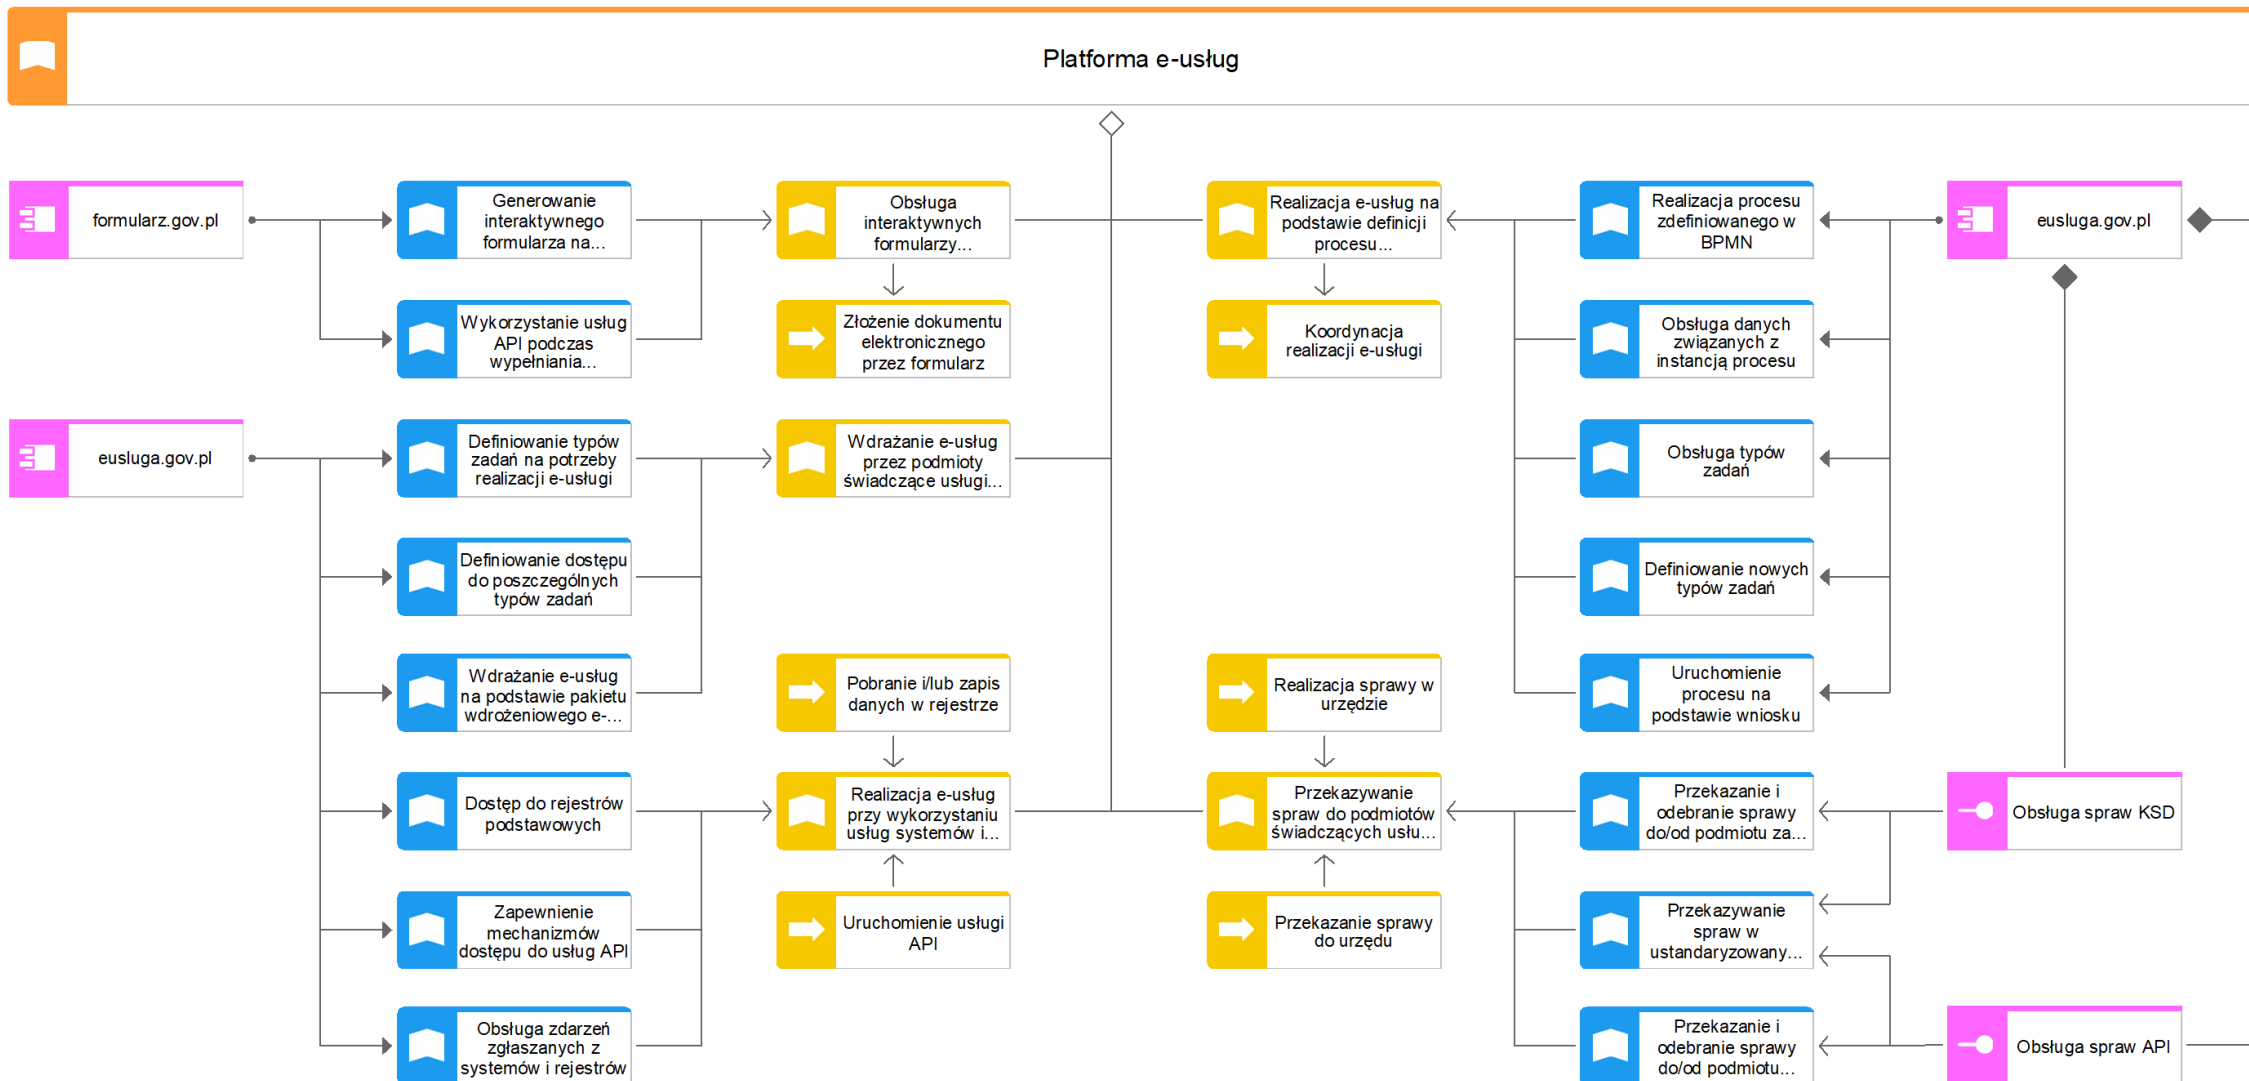 Platforma e-usług
formularz.gov.pl
Generowanie
interaktywnego
formularza na...
Obsługa
interaktywnych
formularzy...
Realizacja e-usług na
podstawie definicji
procesu...
Realizacja procesu
zdefiniowanego w
BPMN
eusluga.gov.pl
Wykorzystanie usług
API podczas
wypełniania...
Złożenie dokumentu
elektronicznego
przez formularz
Koordynacja
realizacji e-usługi
Obsługa danych
związanych z
instancją procesu
eusluga.gov.pl
Definiowanie typów
zadań na potrzeby
realizacji e-usługi
Wdrażanie e-usług
przez podmioty
świadczące usługi...
Obsługa typów
zadań
Definiowanie dostępu
do poszczególnych
typów zadań
Definiowanie nowych
typów zadań
Wdrażanie e-usług
na podstawie pakietu
wdrożeniowego e-...
Pobranie i/lub zapis
danych w rejestrze
Realizacja sprawy w
urzędzie
Uruchomienie
procesu na
podstawie wniosku
Dostęp do rejestrów
podstawowych
Realizacja e-usług
przy wykorzystaniu
usług systemów i...
Przekazywanie
spraw do podmiotów
świadczących usłu...
Przekazanie i
odebranie sprawy
do/od podmiotu za...
Obsługa spraw KSD
Zapewnienie
mechanizmów
dostępu do usług API
Uruchomienie usługi
API
Przekazanie sprawy
do urzędu
Przekazywanie
spraw w
ustandaryzowany...
Obsługa zdarzeń
zgłaszanych z
systemów i rejestrów
Przekazanie i
odebranie sprawy
do/od podmiotu...
Obsługa spraw API